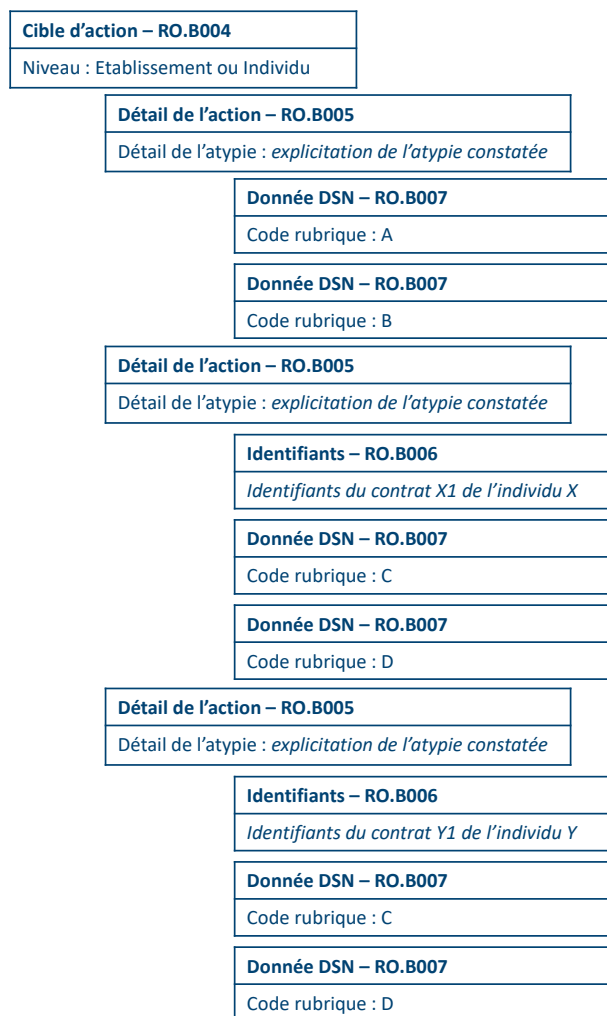 Cible d’action – RO.B004
Niveau : Etablissement ou Individu
Détail de l’action – RO.B005
Détail de l’atypie : explicitation de l’atypie constatée
Donnée DSN – RO.B007
Code rubrique : A
Donnée DSN – RO.B007
Code rubrique : B
Détail de l’action – RO.B005
Détail de l’atypie : explicitation de l’atypie constatée
Identifiants – RO.B006
Identifiants du contrat X1 de l’individu X
Donnée DSN – RO.B007
Code rubrique : C
Donnée DSN – RO.B007
Code rubrique : D
Détail de l’action – RO.B005
Détail de l’atypie : explicitation de l’atypie constatée
Identifiants – RO.B006
Identifiants du contrat Y1 de l’individu Y
Donnée DSN – RO.B007
Code rubrique : C
Donnée DSN – RO.B007
Code rubrique : D